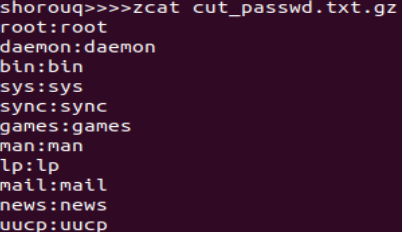 shorouq>>>>zcat cut_passwd.txt.gz
root:root
daemon:daemon
bin:bin
sys:sys
sync:sync
games:games
man:man
lp:lp
mail:mail
news:news
uucp:uucp